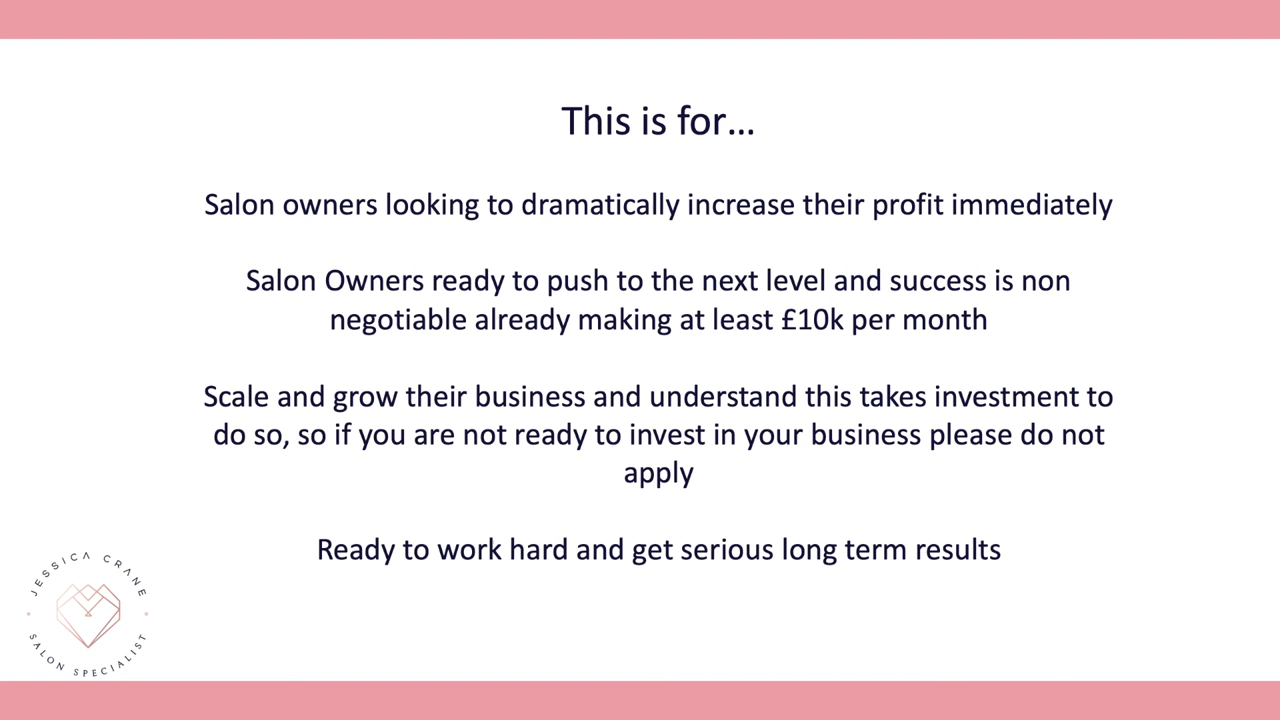 This is for...
Salon owners looking to dramatically increase their profit immediately
Salon Owners ready to push to the next level and success is non
negotiable already making at least £10k per month
Scale and grow their business and understand this takes investment to
do so, so if you are not ready to invest in your business please do not
apply
Ready to work hard and get serious long term results
JESSICA CRANE
SALON SPECIALIST